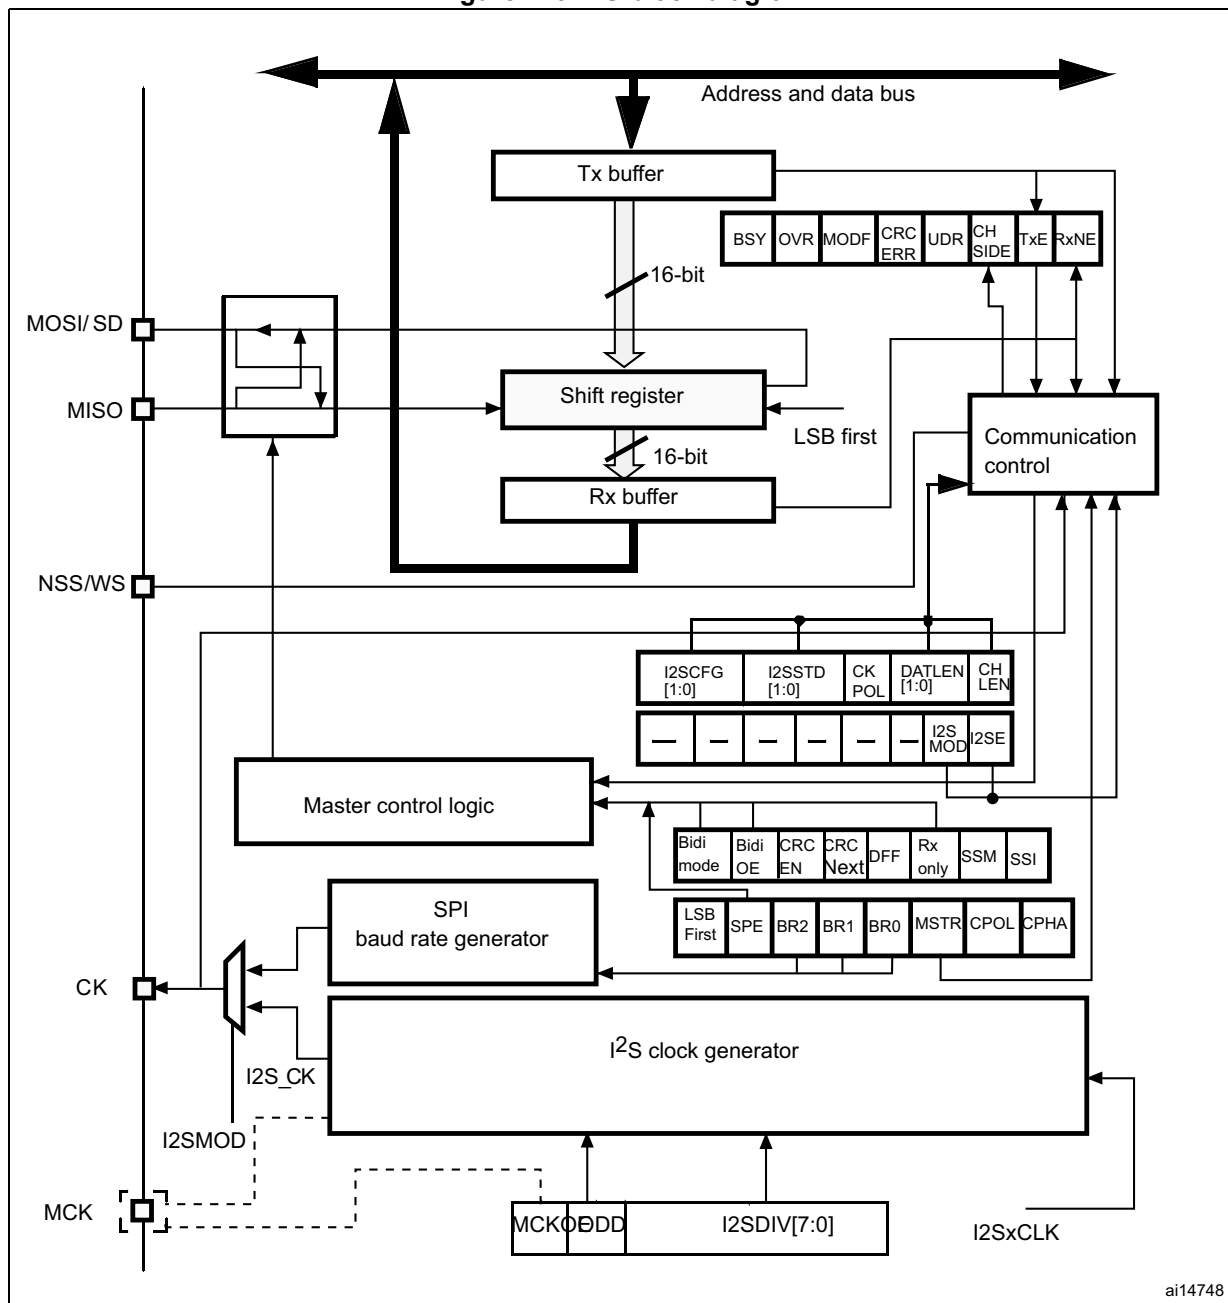 Address and data bus
Tx buffer
BSY OVR MODF CRC ERR UDR CH SIDE TxE RxNE
16-bit
MOSI/ SD
Shift register
MISO
LSB first
Communication
control
16-bit
Rx buffer
NSS/WS
I2SCFG [1:0] I2SSTD [1:0] CK POL DATLEN [1:0] CH LEN
I2S MOD I2SE
Master control logic
Bidi mode Bidi OE CRC EN CRC Next DFF Rx only SSM SSI
LSB First SPE BR2 BR1 BR0 MSTR CPOL CPHA
SPI
baud rate generator
CK
I2S clock generator
I2S_CK
I2SMOD
MCK
MCKOE ODD I2SDIV[7:0]
I2SxCLK
ai14748